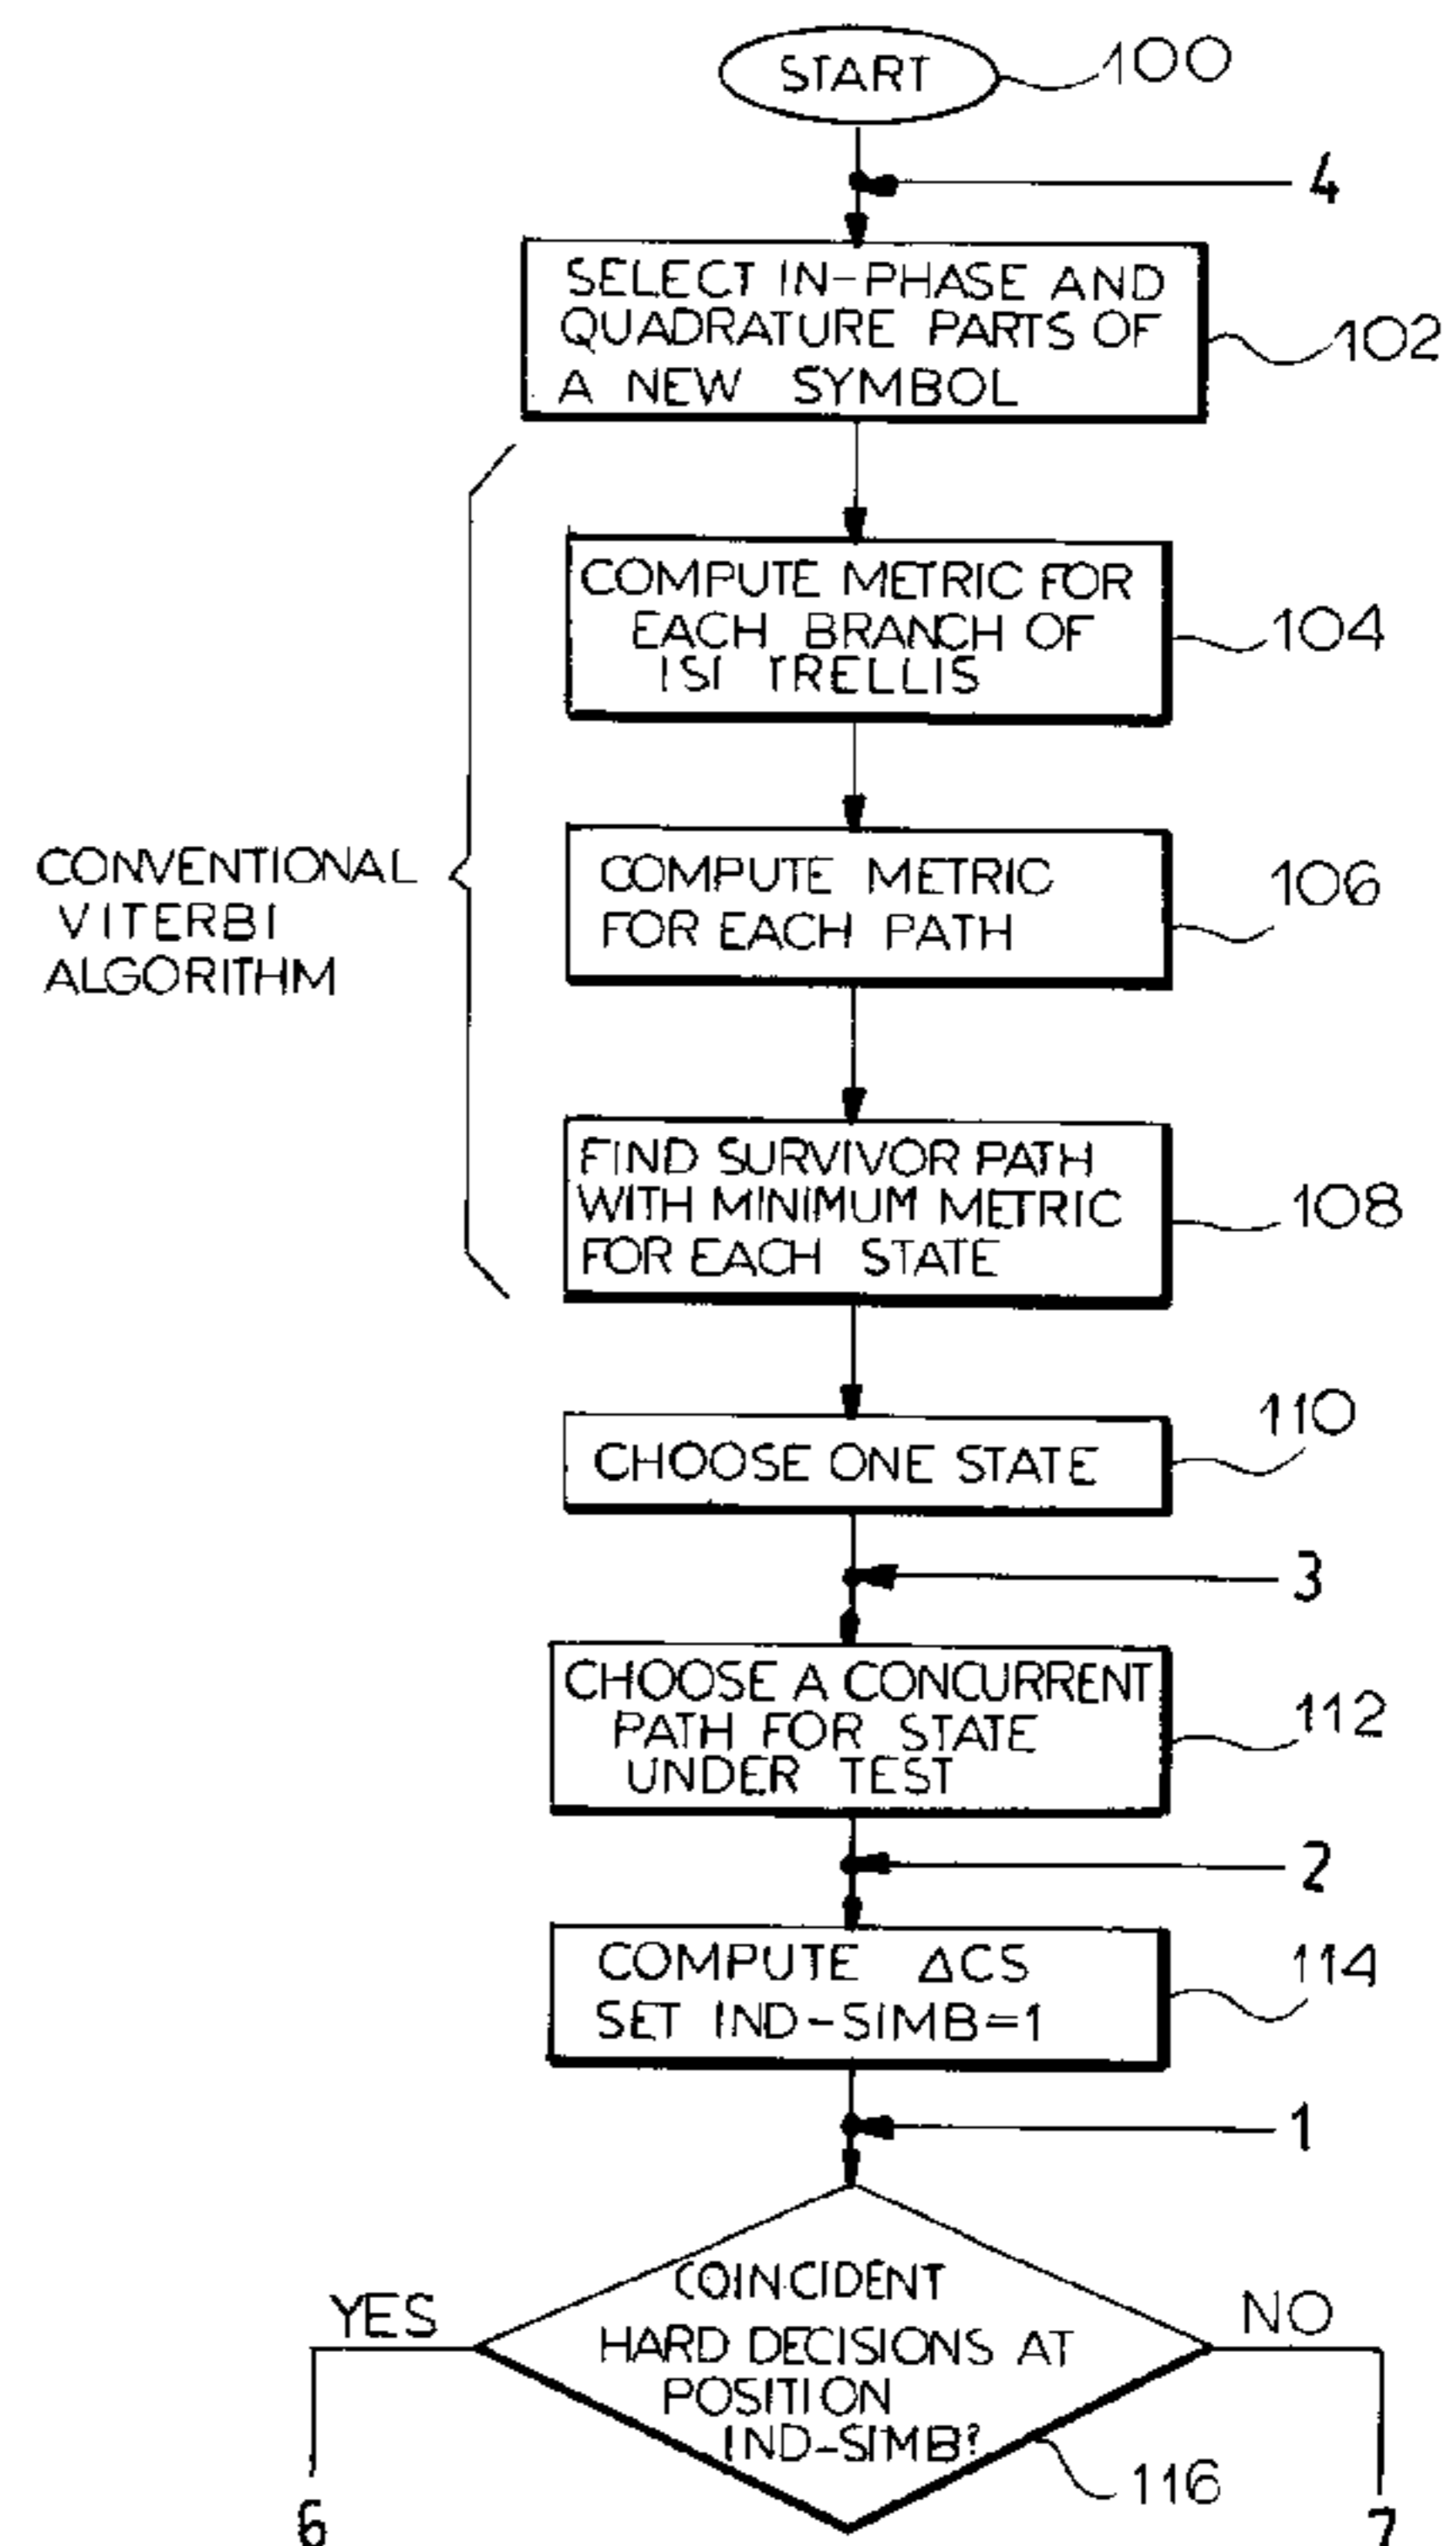 START
100
4
SELECT IN-PHASE AND
QUADRATURE PARTS OF
A NEW SYMBOL
102
COMPUTE METRIC FOR
EACH BRANCH OF
ISI TRELLIS
104
CONVENTIONAL
VITERBI
ALGORITHM
COMPUTE METRIC
FOR EACH PATH
106
FIND SURVIVOR PATH
WITH MINIMUM METRIC
FOR EACH STATE
108
CHOOSE ONE STATE
110
3
CHOOSE A CONCURRENT
PATH FOR STATE
UNDER TEST
112
2
COMPUTE ΔCS
SET IND-SIMB=1
114
1
COINCIDENT
HARD DECISIONS AT
POSITION
IND-SIMB?
YES
NO
116
6
7